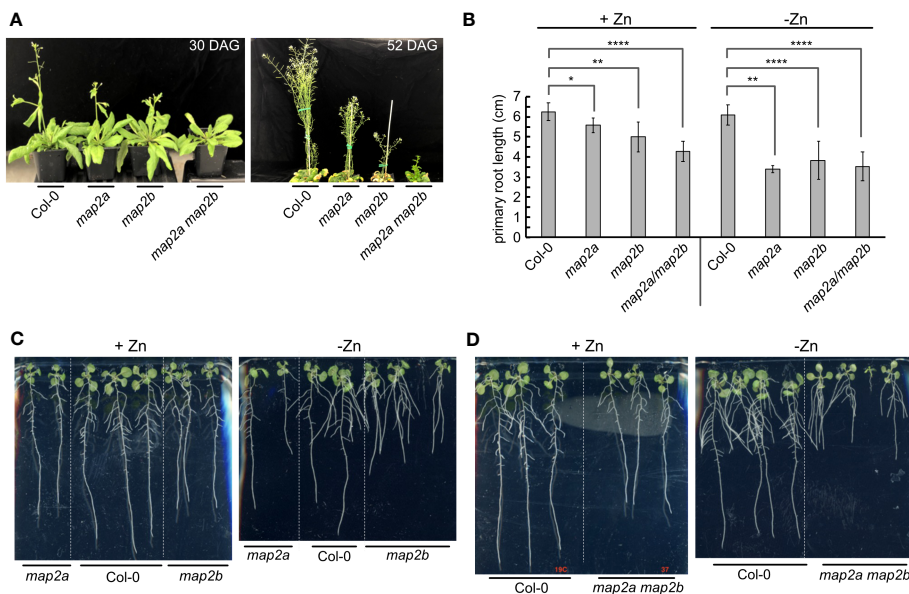 A
30 DAG
52 DAG
Col-0
map2a
map2b
map2a map2b
Col-0
map2a
map2b
map2a map2b
B
+ Zn
-Zn
****
**
*
****
****
**
primary root length (cm)
7
6
5
4
3
2
1
0
Col-0
map2a
map2b
map2a/map2b
Col-0
map2a
map2b
map2a/map2b
C
+ Zn
-Zn
map2a
Col-0
map2b
map2a
Col-0
map2b
D
+ Zn
-Zn
19C
37
Col-0
map2a map2b
Col-0
map2a map2b